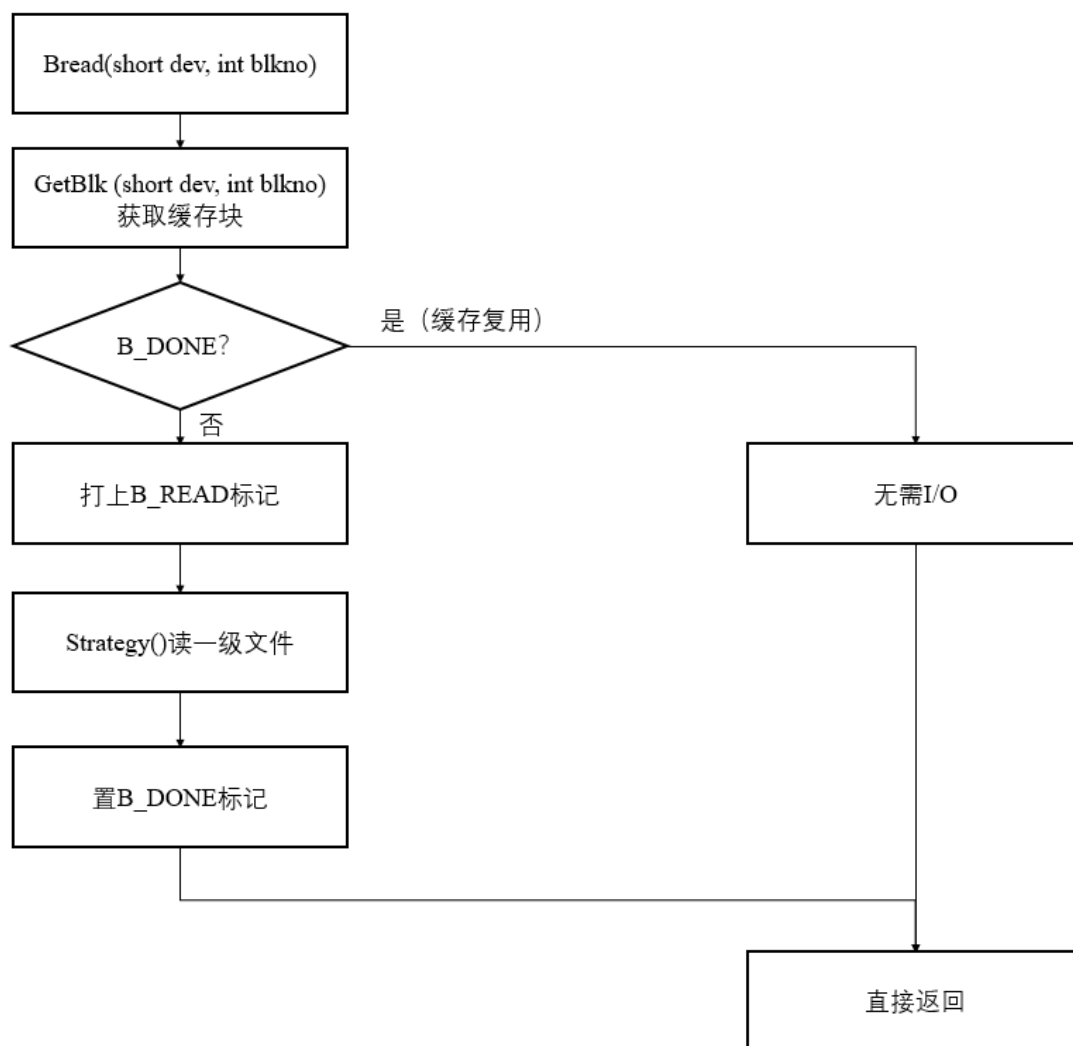 Bread(short dev, int blkno)
GetBlk (short dev, int blkno)
获取缓存块
B_DONE?
是（缓存复用）
否
打上B_READ标记
无需I/O
Strategy()读一级文件
置B_DONE标记
直接返回